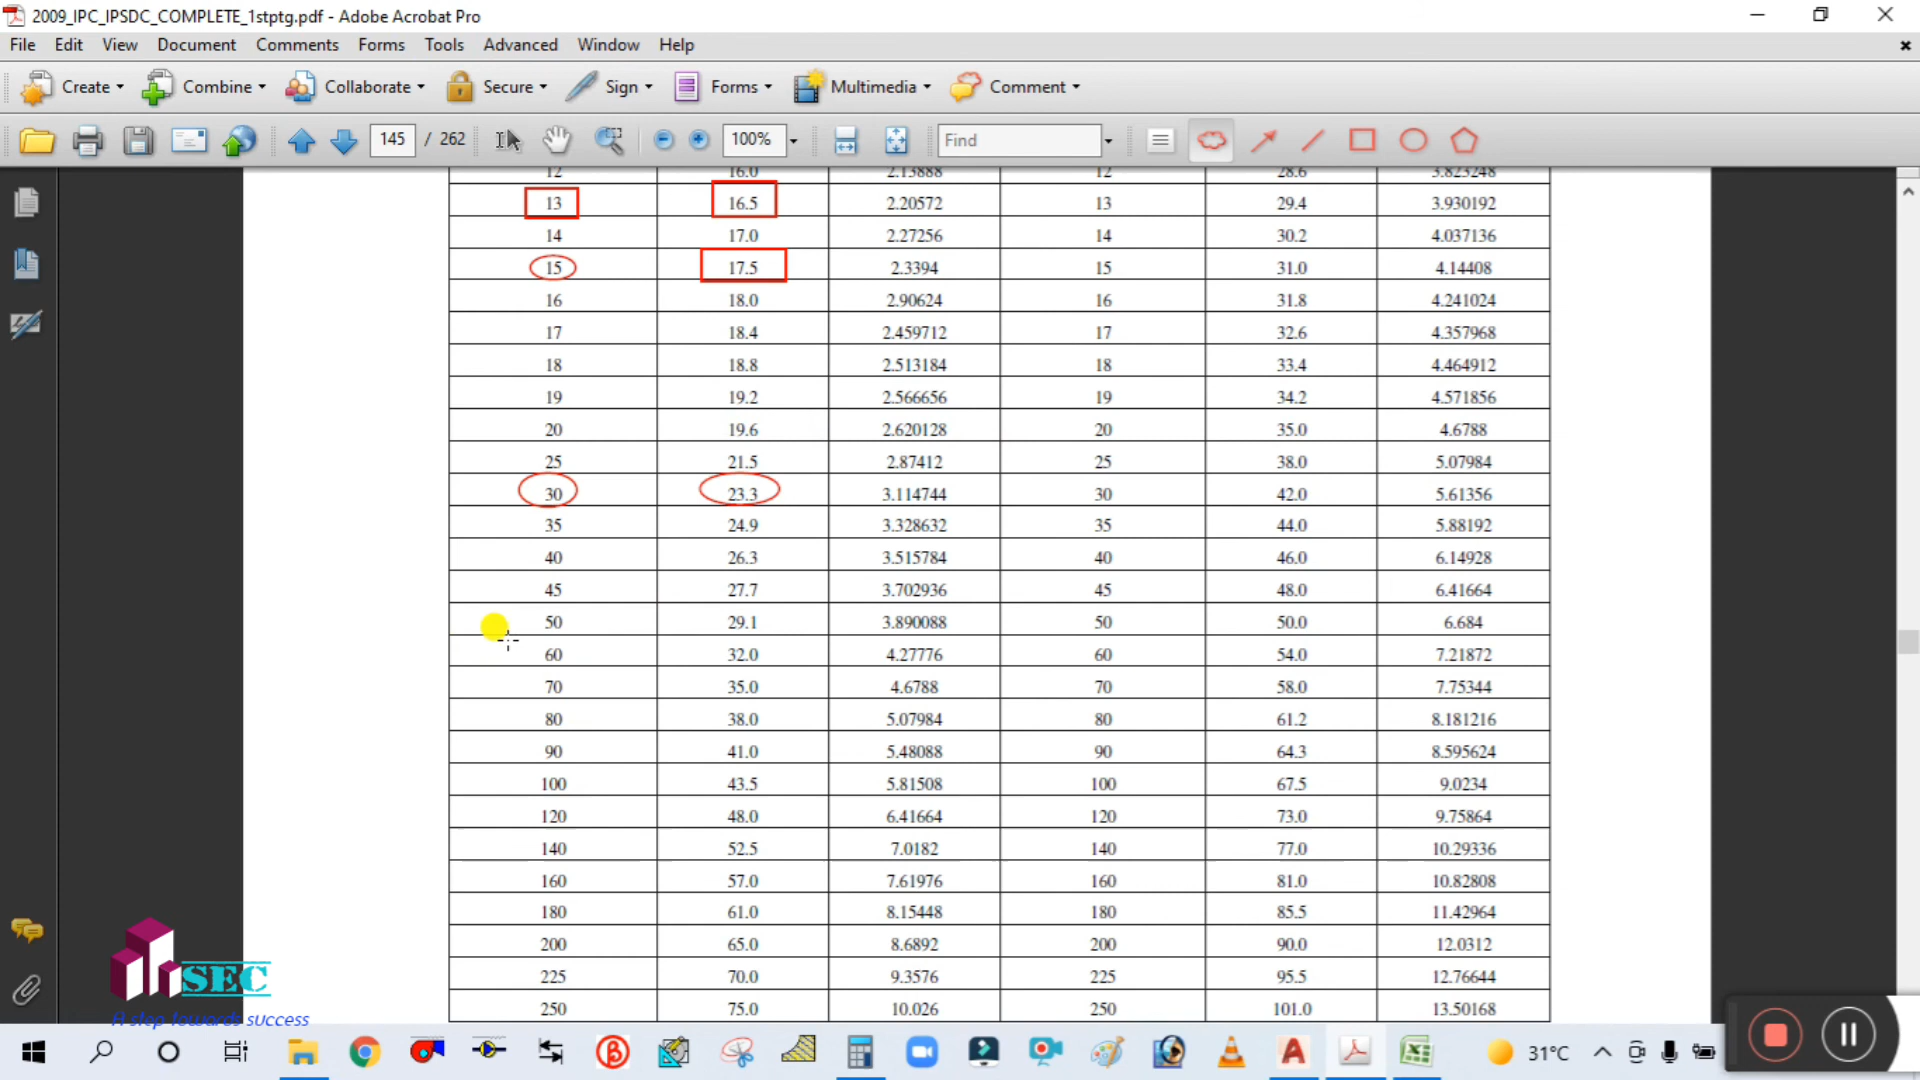 2009_IPC_IPSDC_COMPLETE_1stptg.pdf - Adobe Acrobat Pro
File Edit View Document Comments Forms Tools Advanced Window Help
Create Combine Collaborate Secure Sign Forms Multimedia Comment
145 / 262 100% Find
12 16.0 2.13888 12 28.6 3.823248
13 16.5 2.20572 13 29.4 3.930192
14 17.0 2.27256 14 30.2 4.037136
15 17.5 2.3394 15 31.0 4.14408
16 18.0 2.90624 16 31.8 4.241024
17 18.4 2.459712 17 32.6 4.357968
18 18.8 2.513184 18 33.4 4.464912
19 19.2 2.566656 19 34.2 4.571856
20 19.6 2.620128 20 35.0 4.6788
25 21.5 2.87412 25 38.0 5.07984
30 23.3 3.114744 30 42.0 5.61356
35 24.9 3.328632 35 44.0 5.88192
40 26.3 3.515784 40 46.0 6.14928
45 27.7 3.702936 45 48.0 6.41664
50 29.1 3.890088 50 50.0 6.684
60 32.0 4.27776 60 54.0 7.21872
70 35.0 4.6788 70 58.0 7.75344
80 38.0 5.07984 80 61.2 8.181216
90 41.0 5.48088 90 64.3 8.595624
100 43.5 5.81508 100 67.5 9.0234
120 48.0 6.41664 120 73.0 9.75864
140 52.5 7.0182 140 77.0 10.29336
160 57.0 7.61976 160 81.0 10.82808
180 61.0 8.15448 180 85.5 11.42964
200 65.0 8.6892 200 90.0 12.0312
225 70.0 9.3576 225 95.5 12.76644
250 75.0 10.026 250 101.0 13.50168
SEC
A step towards success
31°C